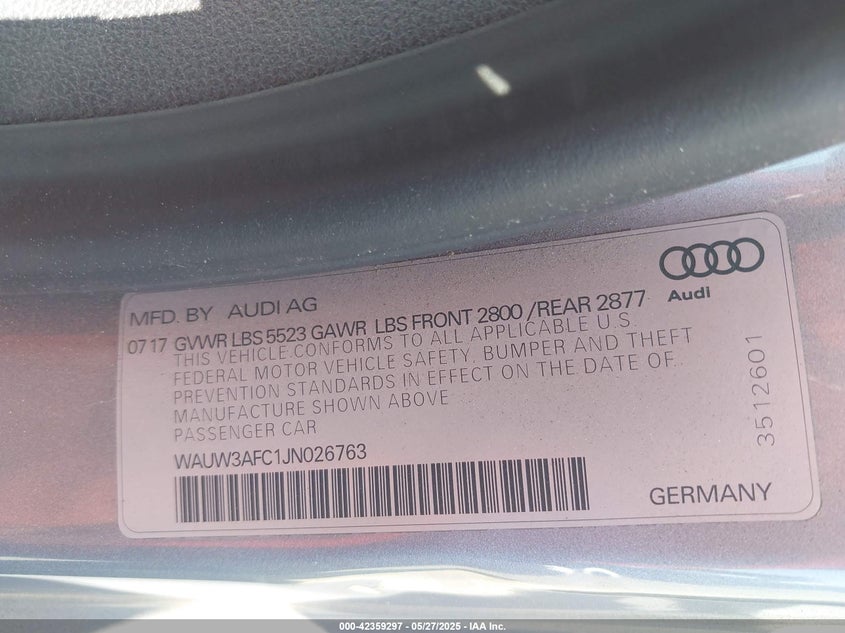 Audi
MFD. BY AUDI AG
0717 GVWR LBS 5523 GAWR LBS FRONT 2800 /REAR 2877
THIS VEHICLE CONFORMS TO ALL APPLICABLE U.S.
FEDERAL MOTOR VEHICLE SAFETY, BUMPER AND THEFT
PREVENTION STANDARDS IN EFFECT ON THE DATE OF
MANUFACTURE SHOWN ABOVE
PASSENGER CAR
WAUW3AFC1JN026763
3512601
GERMANY
000-42359297 - 05/27/2025 - IAA Inc.